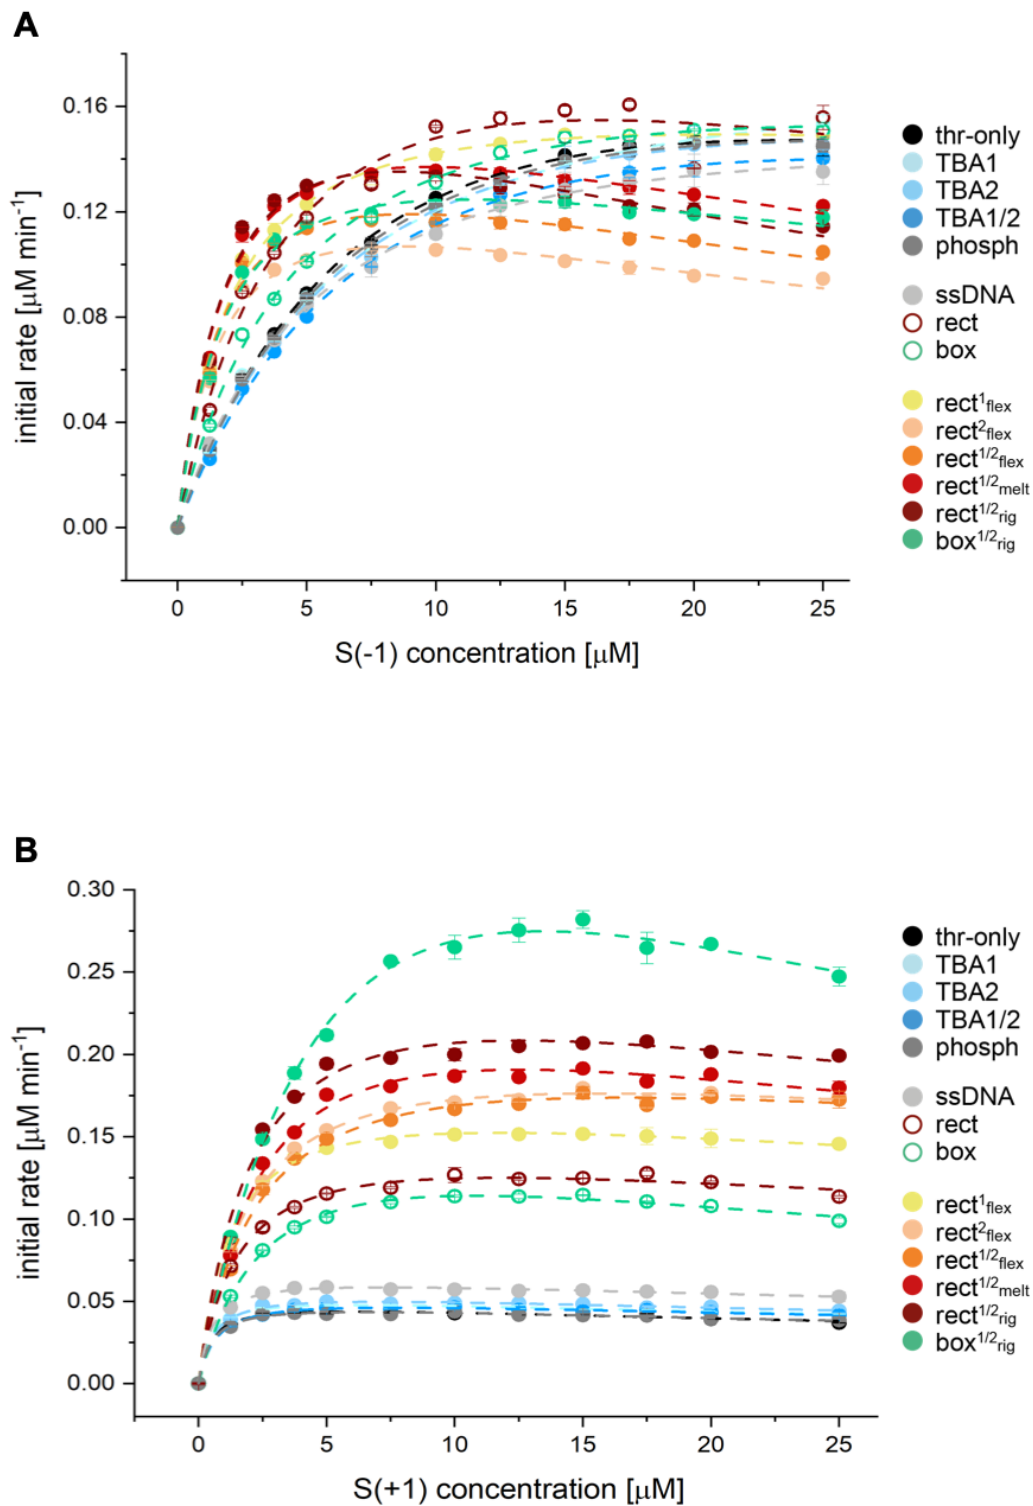 A
initial rate [μM min⁻¹]
0.16
0.12
0.08
0.04
0.00
0 5 10 15 20 25
S(-1) concentration [μM]
thr-only
TBA1
TBA2
TBA1/2
phosph
ssDNA
rect
box
rect¹flex
rect²flex
rect¹/²flex
rect¹/²melt
rect¹/²rig
box¹/²rig
B
initial rate [μM min⁻¹]
0.30
0.25
0.20
0.15
0.10
0.05
0.00
0 5 10 15 20 25
S(+1) concentration [μM]
thr-only
TBA1
TBA2
TBA1/2
phosph
ssDNA
rect
box
rect¹flex
rect²flex
rect¹/²flex
rect¹/²melt
rect¹/²rig
box¹/²rig